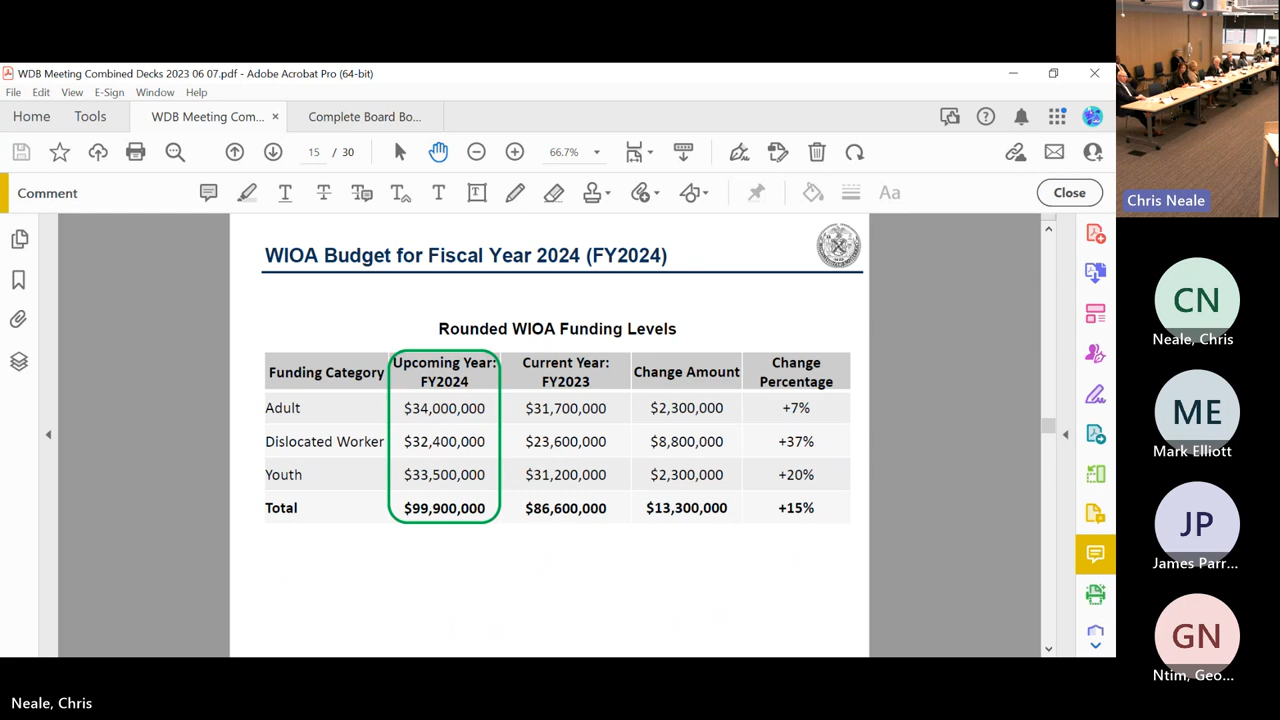 WDB Meeting Combined Decks 2023 06 07.pdf - Adobe Acrobat Pro (64-bit)
File Edit View E-Sign Window Help
Home Tools WDB Meeting Com... × Complete Board Bo...
15 / 30 66.7%
Comment Close
Aa
WIOA Budget for Fiscal Year 2024 (FY2024)
Rounded WIOA Funding Levels
Funding Category Upcoming Year: FY2024 Current Year: FY2023 Change Amount Change Percentage
Adult $34,000,000 $31,700,000 $2,300,000 +7%
Dislocated Worker $32,400,000 $23,600,000 $8,800,000 +37%
Youth $33,500,000 $31,200,000 $2,300,000 +20%
Total $99,900,000 $86,600,000 $13,300,000 +15%
Chris Neale
CN
Neale, Chris
ME
Mark Elliott
JP
James Parr...
GN
Ntim, Geo...
Neale, Chris